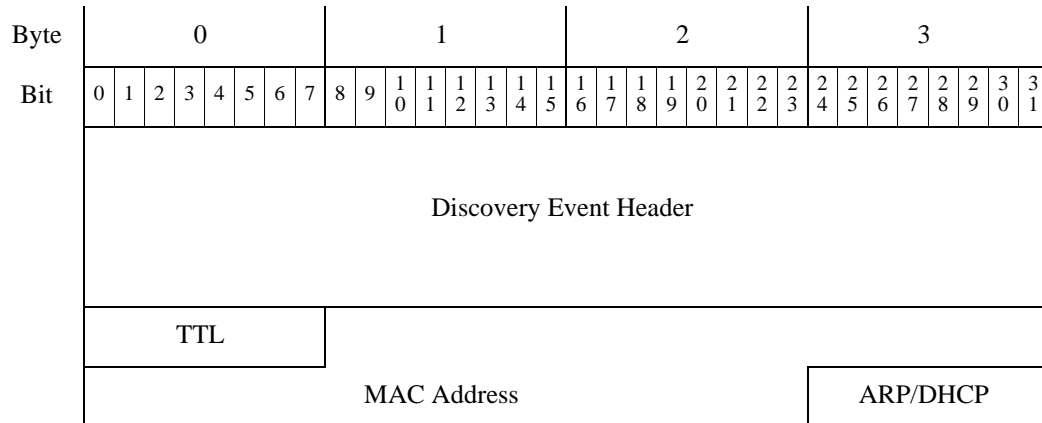 Byte 0 1 2 3
Bit 0 1 2 3 4 5 6 7 8 9 10 11 12 13 14 15 16 17 18 19 20 21 22 23 24 25 26 27 28 29 30 31
Discovery Event Header
TTL
MAC Address ARP/DHCP